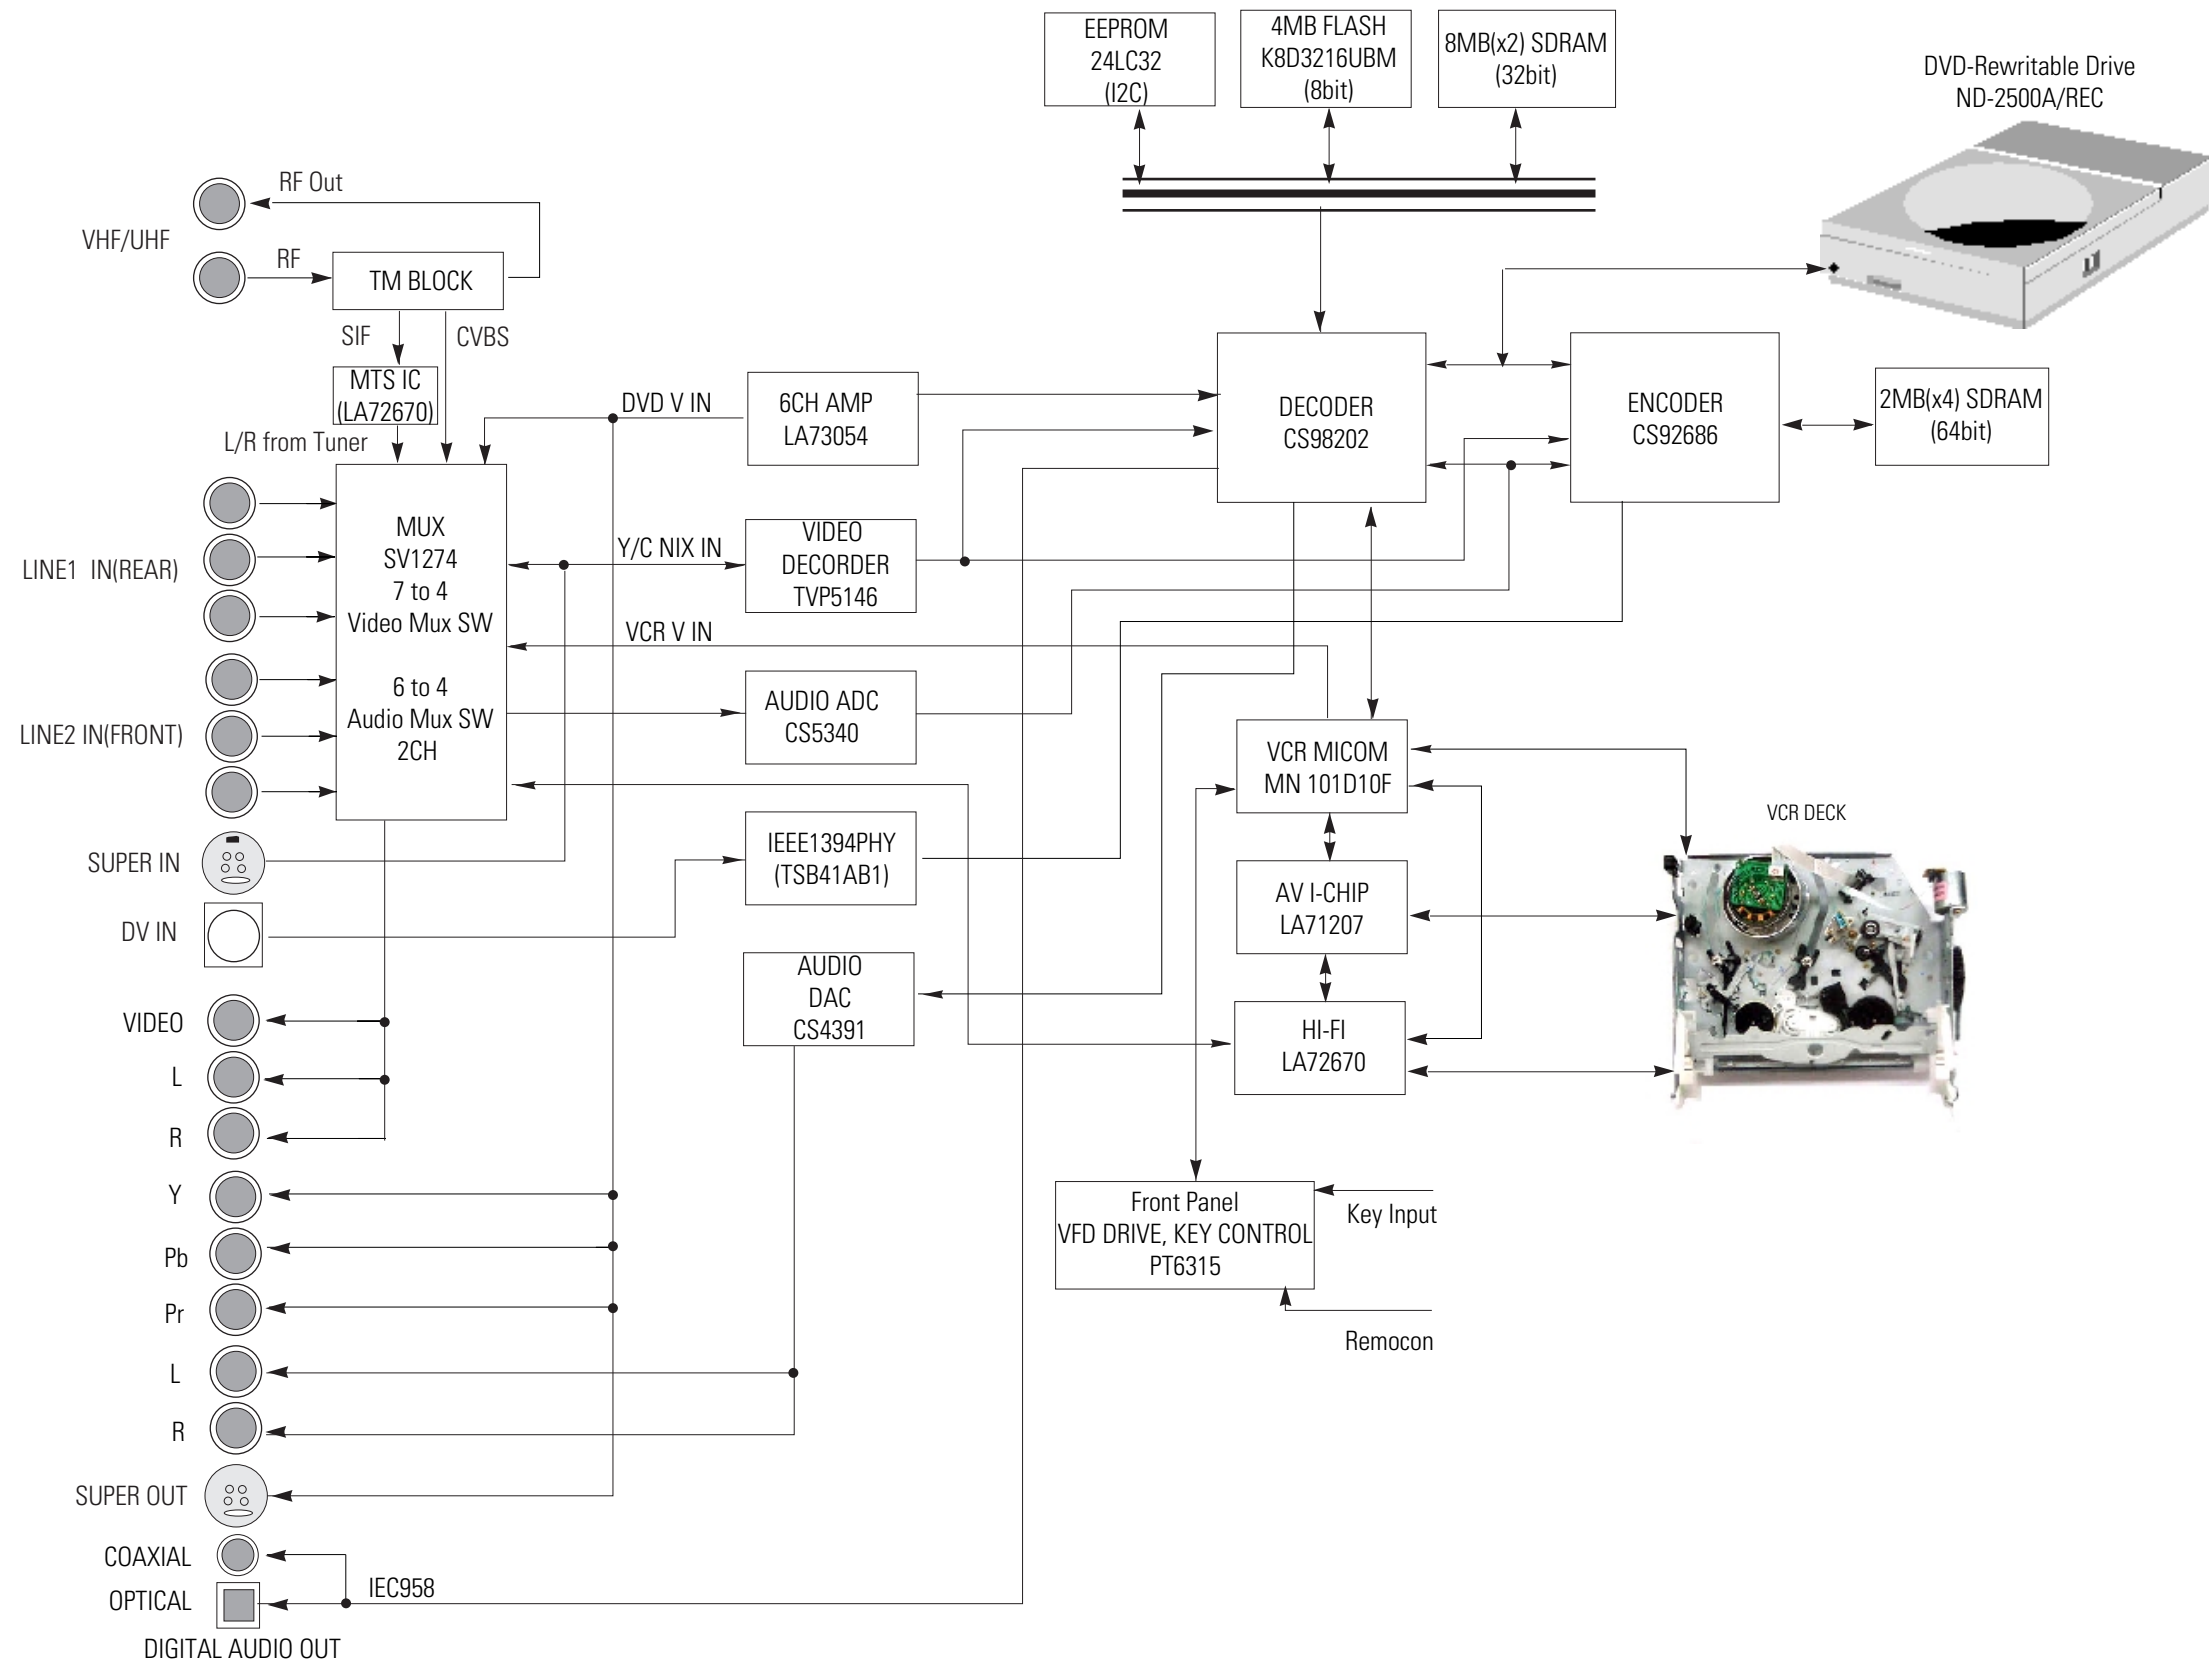 EEPROM
24LC32
(I2C)
4MB FLASH
K8D3216UBM
(8bit)
8MB(x2) SDRAM
(32bit)
DVD-Rewritable Drive
ND-2500A/REC
RF Out
VHF/UHF
RF
TM BLOCK
SIF
CVBS
MTS IC
(LA72670)
L/R from Tuner
DVD V IN
6CH AMP
LA73054
DECODER
CS98202
ENCODER
CS92686
2MB(x4) SDRAM
(64bit)
MUX
SV1274
7 to 4
Video Mux SW
6 to 4
Audio Mux SW
2CH
LINE1 IN(REAR)
Y/C NIX IN
VIDEO
DECORDER
TVP5146
VCR V IN
LINE2 IN(FRONT)
AUDIO ADC
CS5340
VCR MICOM
MN 101D10F
VCR DECK
SUPER IN
IEEE1394PHY
(TSB41AB1)
AV I-CHIP
LA71207
DV IN
AUDIO
DAC
CS4391
HI-FI
LA72670
VIDEO
L
R
Y
Pb
Pr
L
R
Front Panel
VFD DRIVE, KEY CONTROL
PT6315
Key Input
Remocon
SUPER OUT
COAXIAL
OPTICAL
IEC958
DIGITAL AUDIO OUT